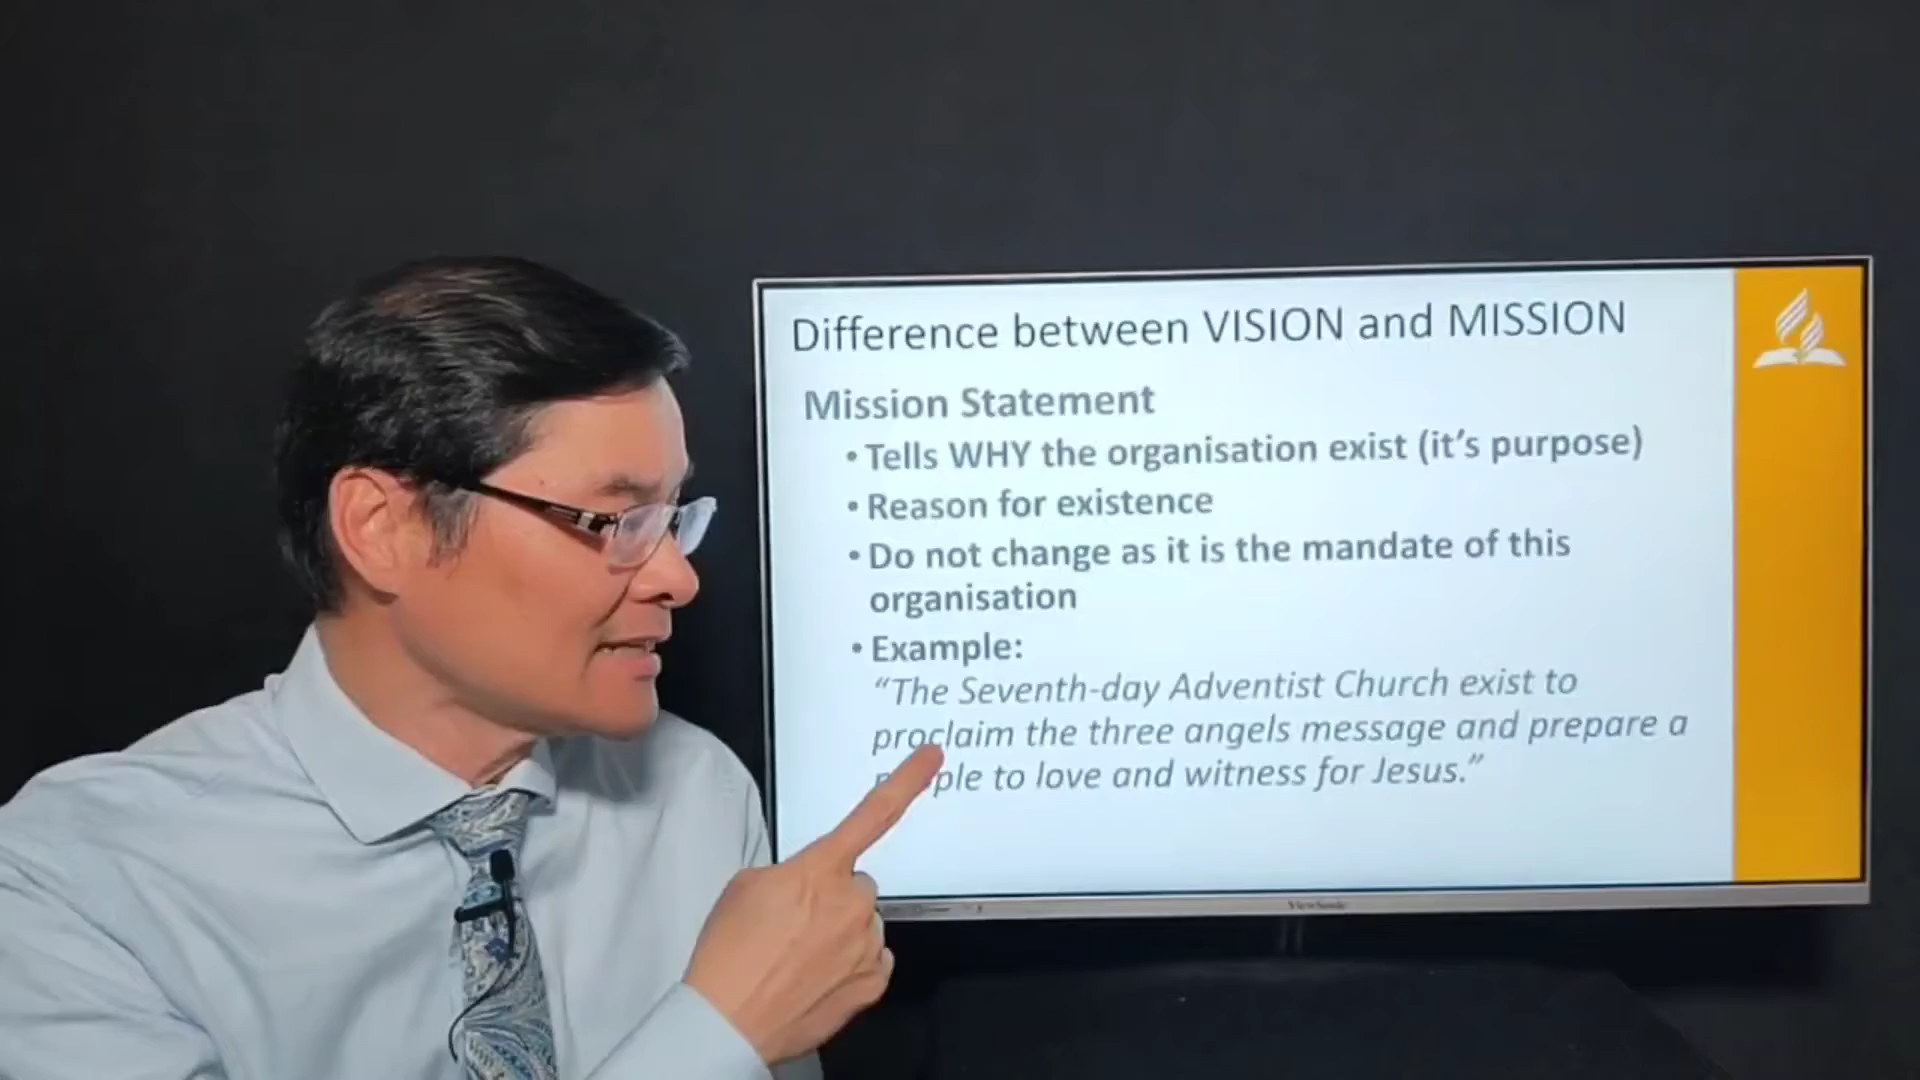 Difference between VISION and MISSION
Mission Statement
• Tells WHY the organisation exist (it's purpose)
• Reason for existence
• Do not change as it is the mandate of this
organisation
• Example:
“The Seventh-day Adventist Church exist to
proclaim the three angels message and prepare a
to love and witness for Jesus.”
ViewSonic